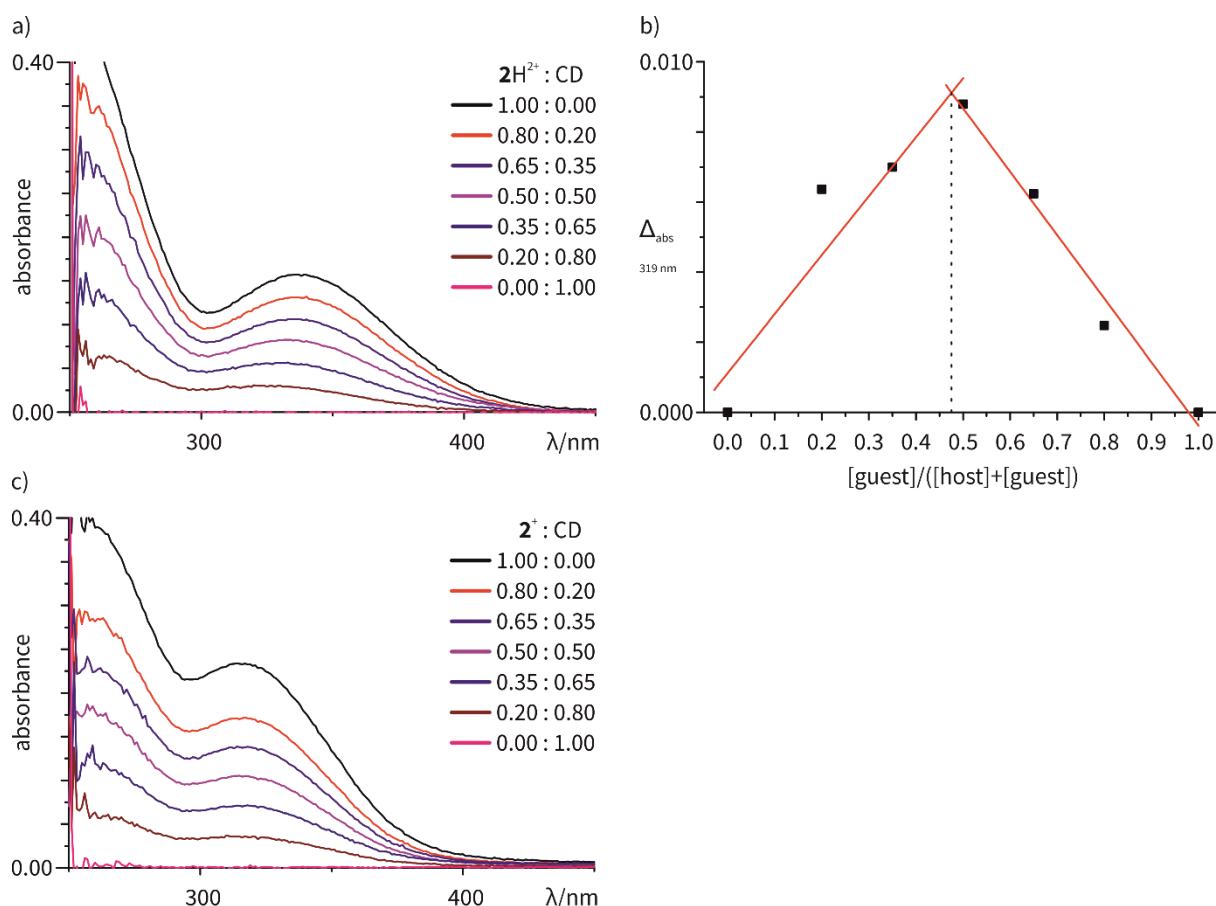 a)
0.40
absorbance
0.00
300
400
λ/nm
2H²⁺ : CD
1.00 : 0.00
0.80 : 0.20
0.65 : 0.35
0.50 : 0.50
0.35 : 0.65
0.20 : 0.80
0.00 : 1.00
b)
0.010
Δabs
319 nm
0.000
0.0 0.1 0.2 0.3 0.4 0.5 0.6 0.7 0.8 0.9 1.0
[guest]/([host]+[guest])
c)
0.40
absorbance
0.00
300
400
λ/nm
2⁺ : CD
1.00 : 0.00
0.80 : 0.20
0.65 : 0.35
0.50 : 0.50
0.35 : 0.65
0.20 : 0.80
0.00 : 1.00